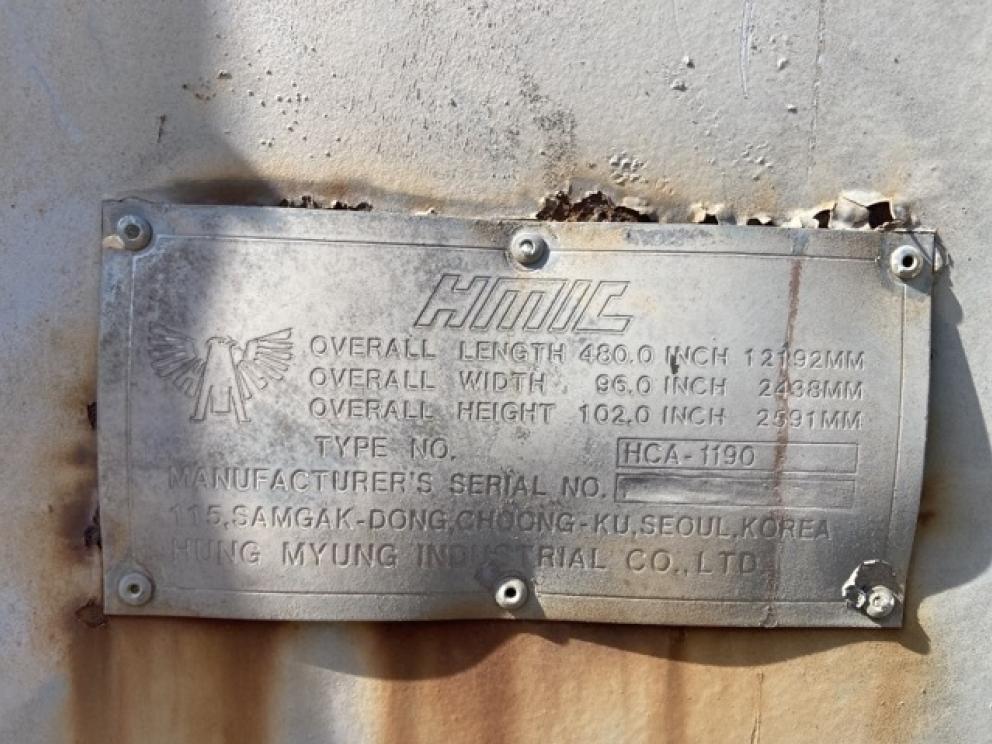 HMIC
OVERALL LENGTH 480.0 INCH 12192MM
OVERALL WIDTH 96.0 INCH 2438MM
OVERALL HEIGHT 102.0 INCH 2591MM
TYPE NO. HCA-1190
MANUFACTURER'S SERIAL NO.
115,SAMGAK-DONG,CHOONG-KU,SEOUL,KOREA
HUNG MYUNG INDUSTRIAL CO.,LTD